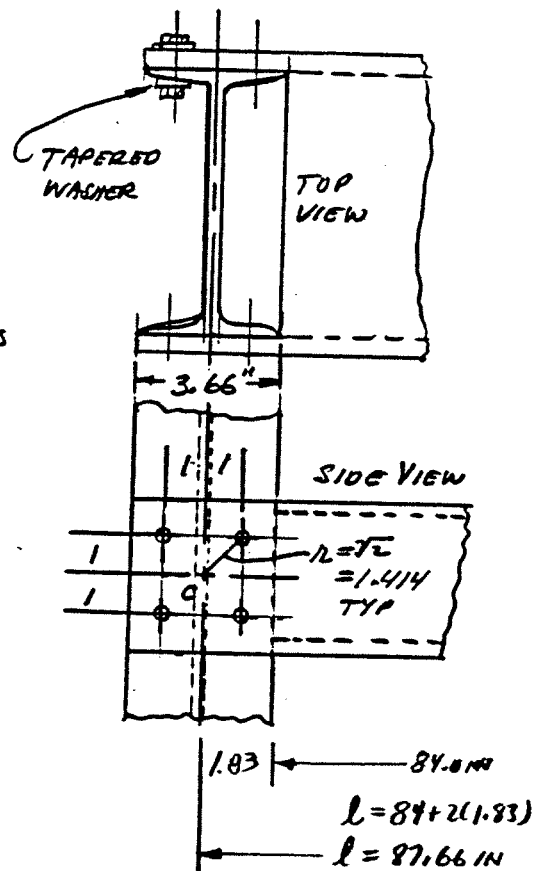 TAPERED
WASHER
TOP
VIEW
S
3.66"
1 1
SIDE VIEW
1
1
C
r = √2
= 1.414
TYP
1.83
84.0 IN
l = 84 + 2(1.83)
l = 87.66 IN